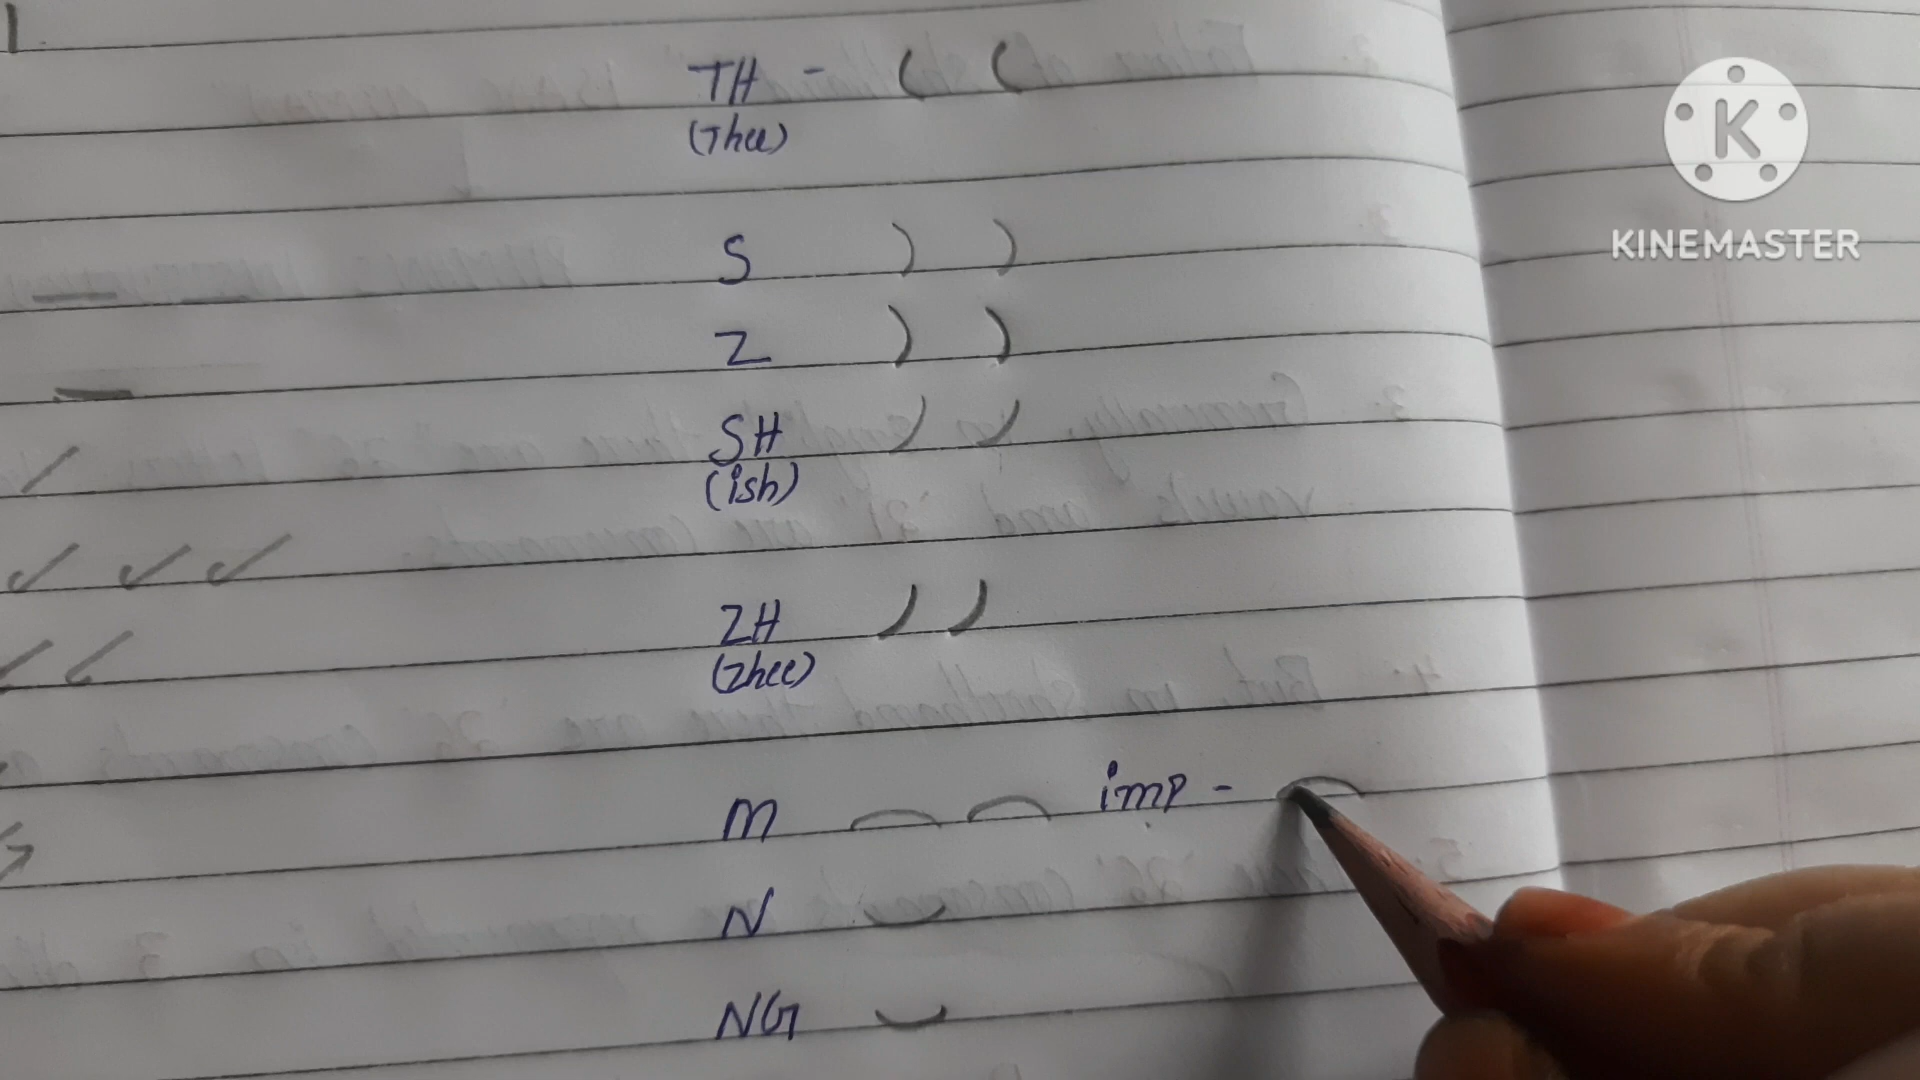 TH -
(Thee)
S
Z
SH
(ish)
ZH
(Zhee)
M imp -
N
NG
K
KINEMASTER